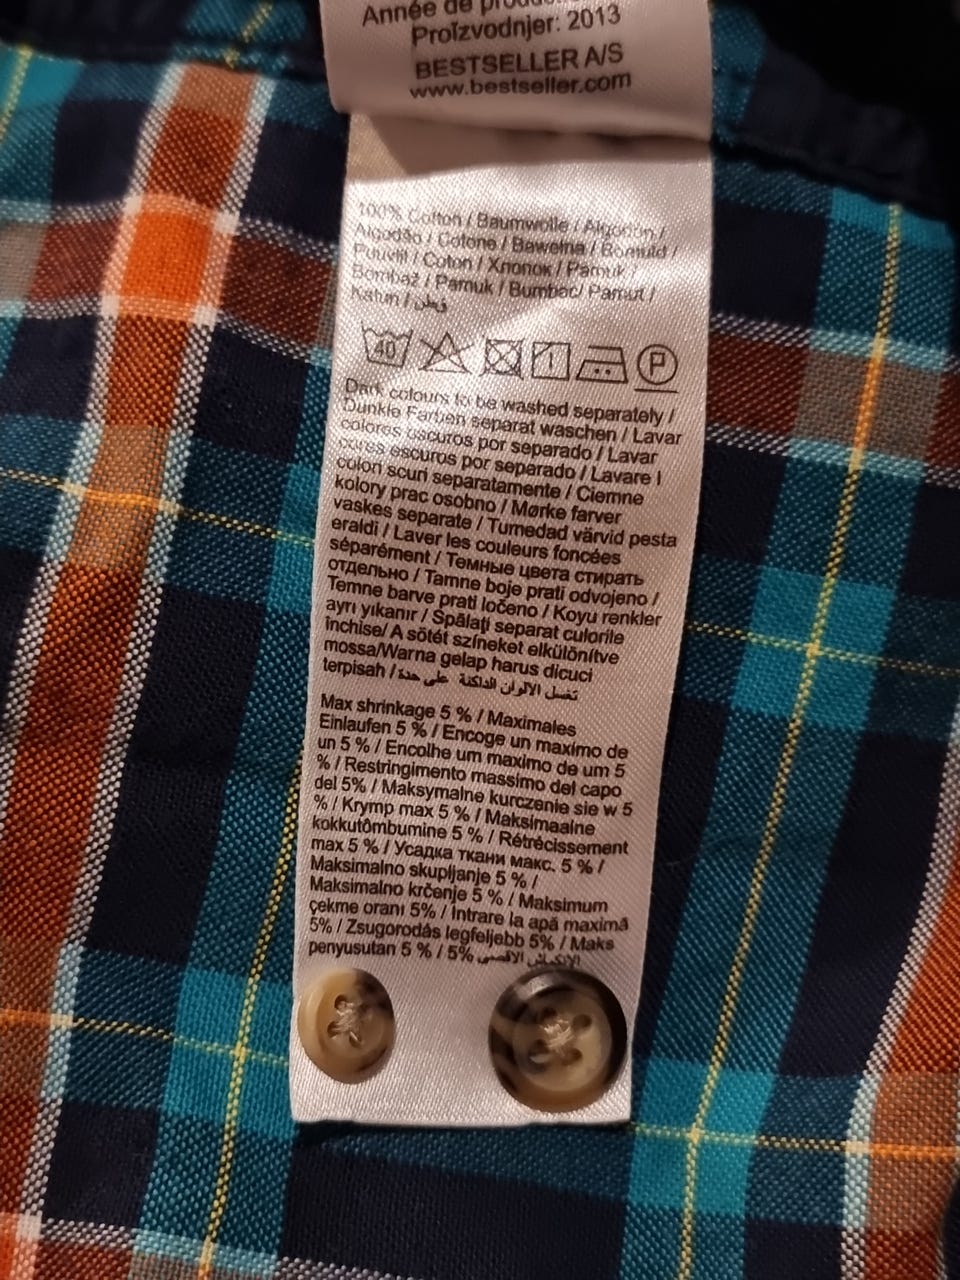 Année de
Proizvodnjer: 2013
BESTSELLER A/S
www.bestseller.com
100% Cotton / Baumwolle / Algodón /
Algodão / Cotone / Bawełna / Bomuld /
Puuvill / Coton / Хлопок / Pamuk /
Bombaž / Pamuk / Bumbac/ Pamut /
Katun / قطن
40
1
P
Dark colours to be washed separately /
Dunkle Farben separat waschen / Lavar
colores oscuros por separado / Lavar
cores escuros por separado / Lavare I
colori scuri separatamente / Ciemne
kolory prac osobno / Mørke farver
vaskes separate / Tumedad värvid pesta
eraldi / Laver les couleurs foncées
séparément / Темные цвета стирать
отдельно / Tamne boje prati odvojeno /
Temne barve prati ločeno / Koyu renkler
ayrı yıkanır / Spălaţi separat culorile
închise/ A sötét színeket elkülönítve
mossa/Warna gelap harus dicuci
terpisah / تغسل الالوان الداكنة على حدة
Max shrinkage 5 % / Maximales
Einlaufen 5 % / Encoge un maximo de
un 5 % / Encolhe um maximo de um 5
% / Restringimento massimo del capo
del 5% / Maksymalne kurczenie sie w 5
% / Krymp max 5 % / Maksimaalne
kokkutõmbumine 5 % / Rétrécissement
max 5 % / Усадка ткани макс. 5 % /
Maksimalno skupljanje 5 % /
Maksimalno krčenje 5 % / Maksimum
çekme oranı 5% / Intrare la apă maximă
5% / Zsugorodás legfeljebb 5% / Maks
penyusutan 5 % / 5% الانكماش الاقصى